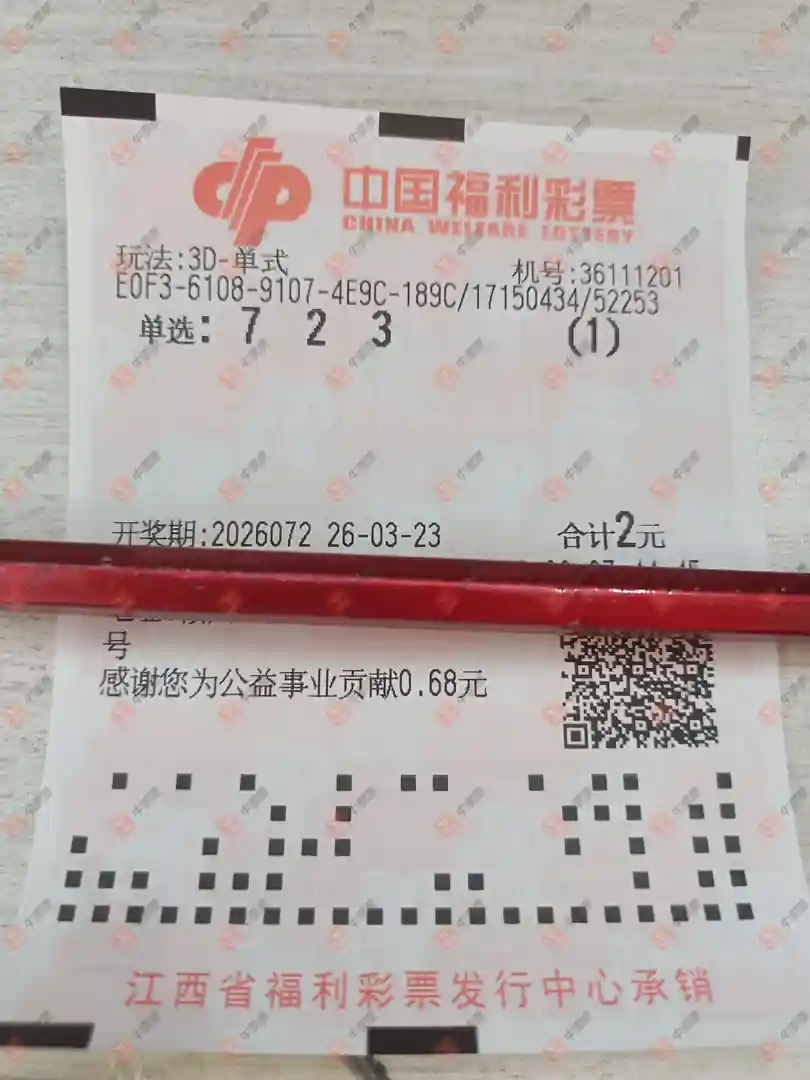 中国福利彩票
CHINA WELFARE LOTTERY
玩法:3D-单式 机号:36111201
E0F3-6108-9107-4E9C-189C/17150434/52253
单选: 7 2 3 (1)
开奖期:2026072 26-03-23 合计2元
号
感谢您为公益事业贡献0.68元
江西省福利彩票发行中心承销